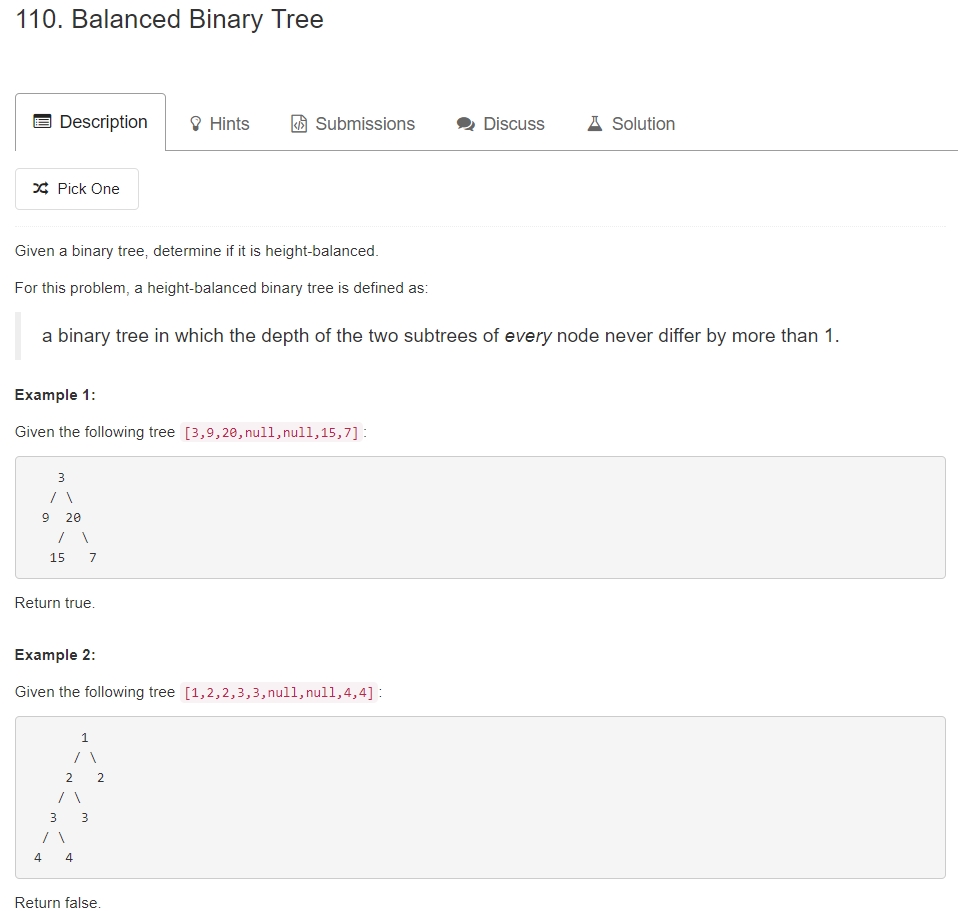 110. Balanced Binary Tree
Description Hints Submissions Discuss Solution
Pick One
Given a binary tree, determine if it is height-balanced.
For this problem, a height-balanced binary tree is defined as:
a binary tree in which the depth of the two subtrees of every node never differ by more than 1.
Example 1:
Given the following tree [3,9,20,null,null,15,7]:
    3
   / \
  9  20
    /  \
   15   7
Return true.
Example 2:
Given the following tree [1,2,2,3,3,null,null,4,4]:
       1
      / \
     2   2
    / \
   3   3
  / \
 4   4
Return false.